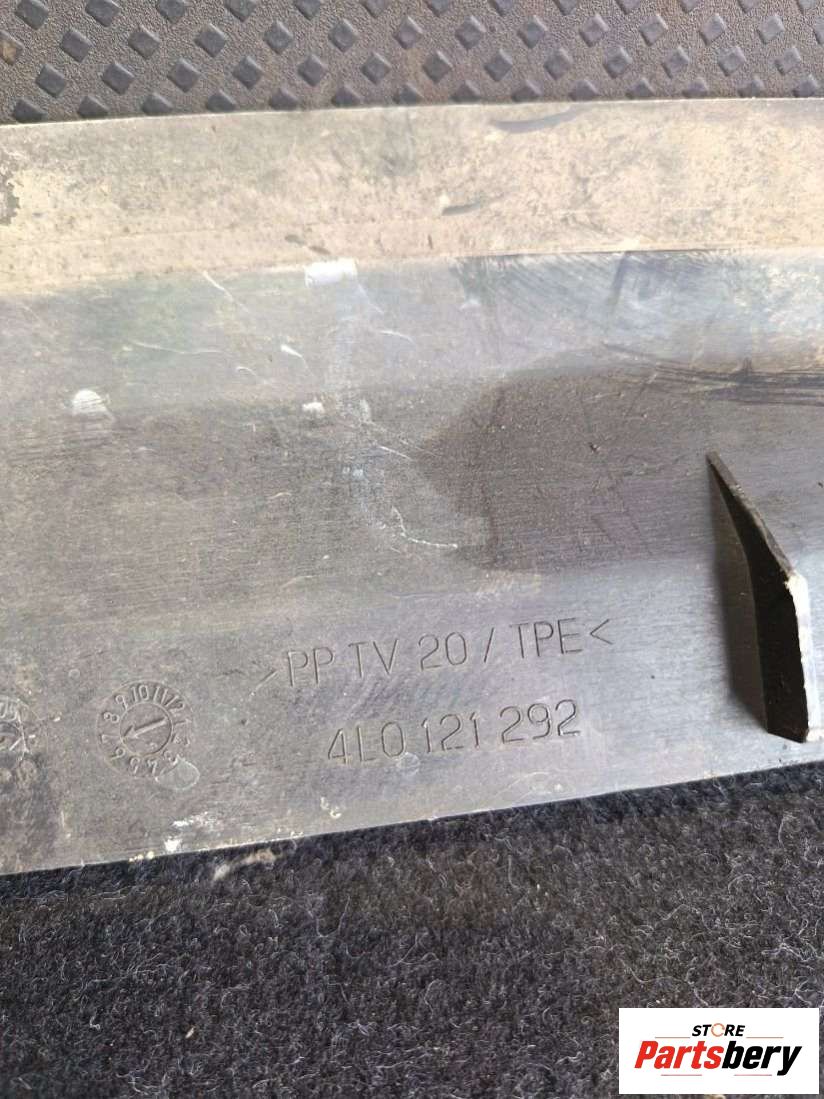 >PP TV 20 / TPE<
4L0 121 292
STORE
Partsbery